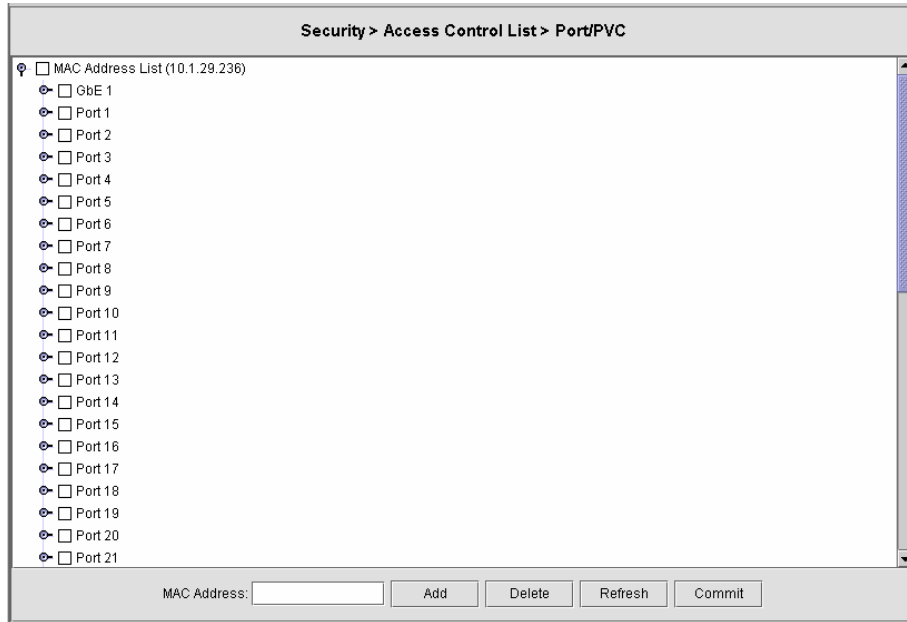 Security > Access Control List > Port/PVC
MAC Address List (10.1.29.236)
GbE 1
Port 1
Port 2
Port 3
Port 4
Port 5
Port 6
Port 7
Port 8
Port 9
Port 10
Port 11
Port 12
Port 13
Port 14
Port 15
Port 16
Port 17
Port 18
Port 19
Port 20
Port 21
MAC Address: Add Delete Refresh Commit